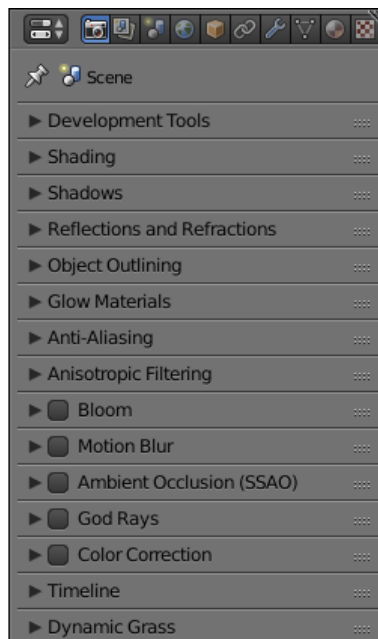 Scene
Development Tools
Shading
Shadows
Reflections and Refractions
Object Outlining
Glow Materials
Anti-Aliasing
Anisotropic Filtering
Bloom
Motion Blur
Ambient Occlusion (SSAO)
God Rays
Color Correction
Timeline
Dynamic Grass